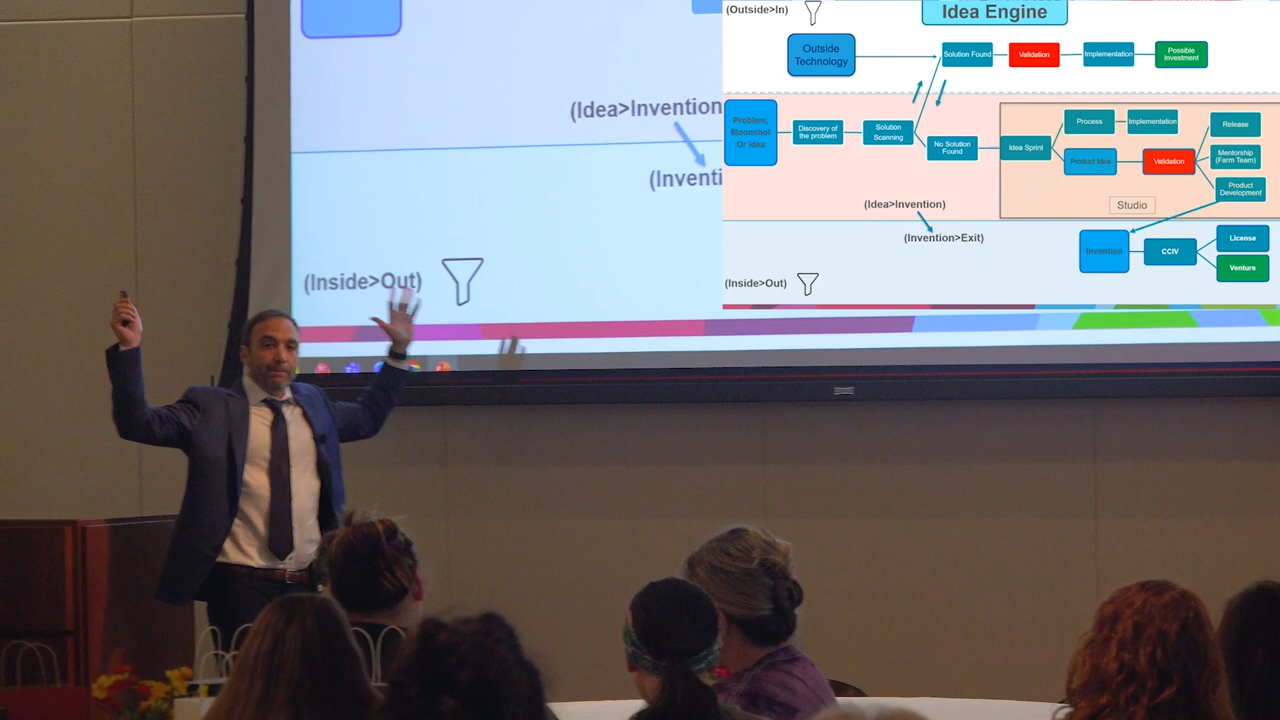 (Idea>Invention
(Inventi
(Inside>Out)
(Outside>In)
Idea Engine
Outside
Technology
Solution Found
Validation
Implementation
Possible
Investment
Problem,
Moonshot
Or Idea
Discovery of
the problem
Solution
Scanning
No Solution
Found
Idea Sprint
Process
Implementation
Product Idea
Validation
Release
Mentorship
(Farm Team)
Product
Development
Studio
(Idea>Invention)
(Invention>Exit)
Invention
CCIV
License
Venture
(Inside>Out)